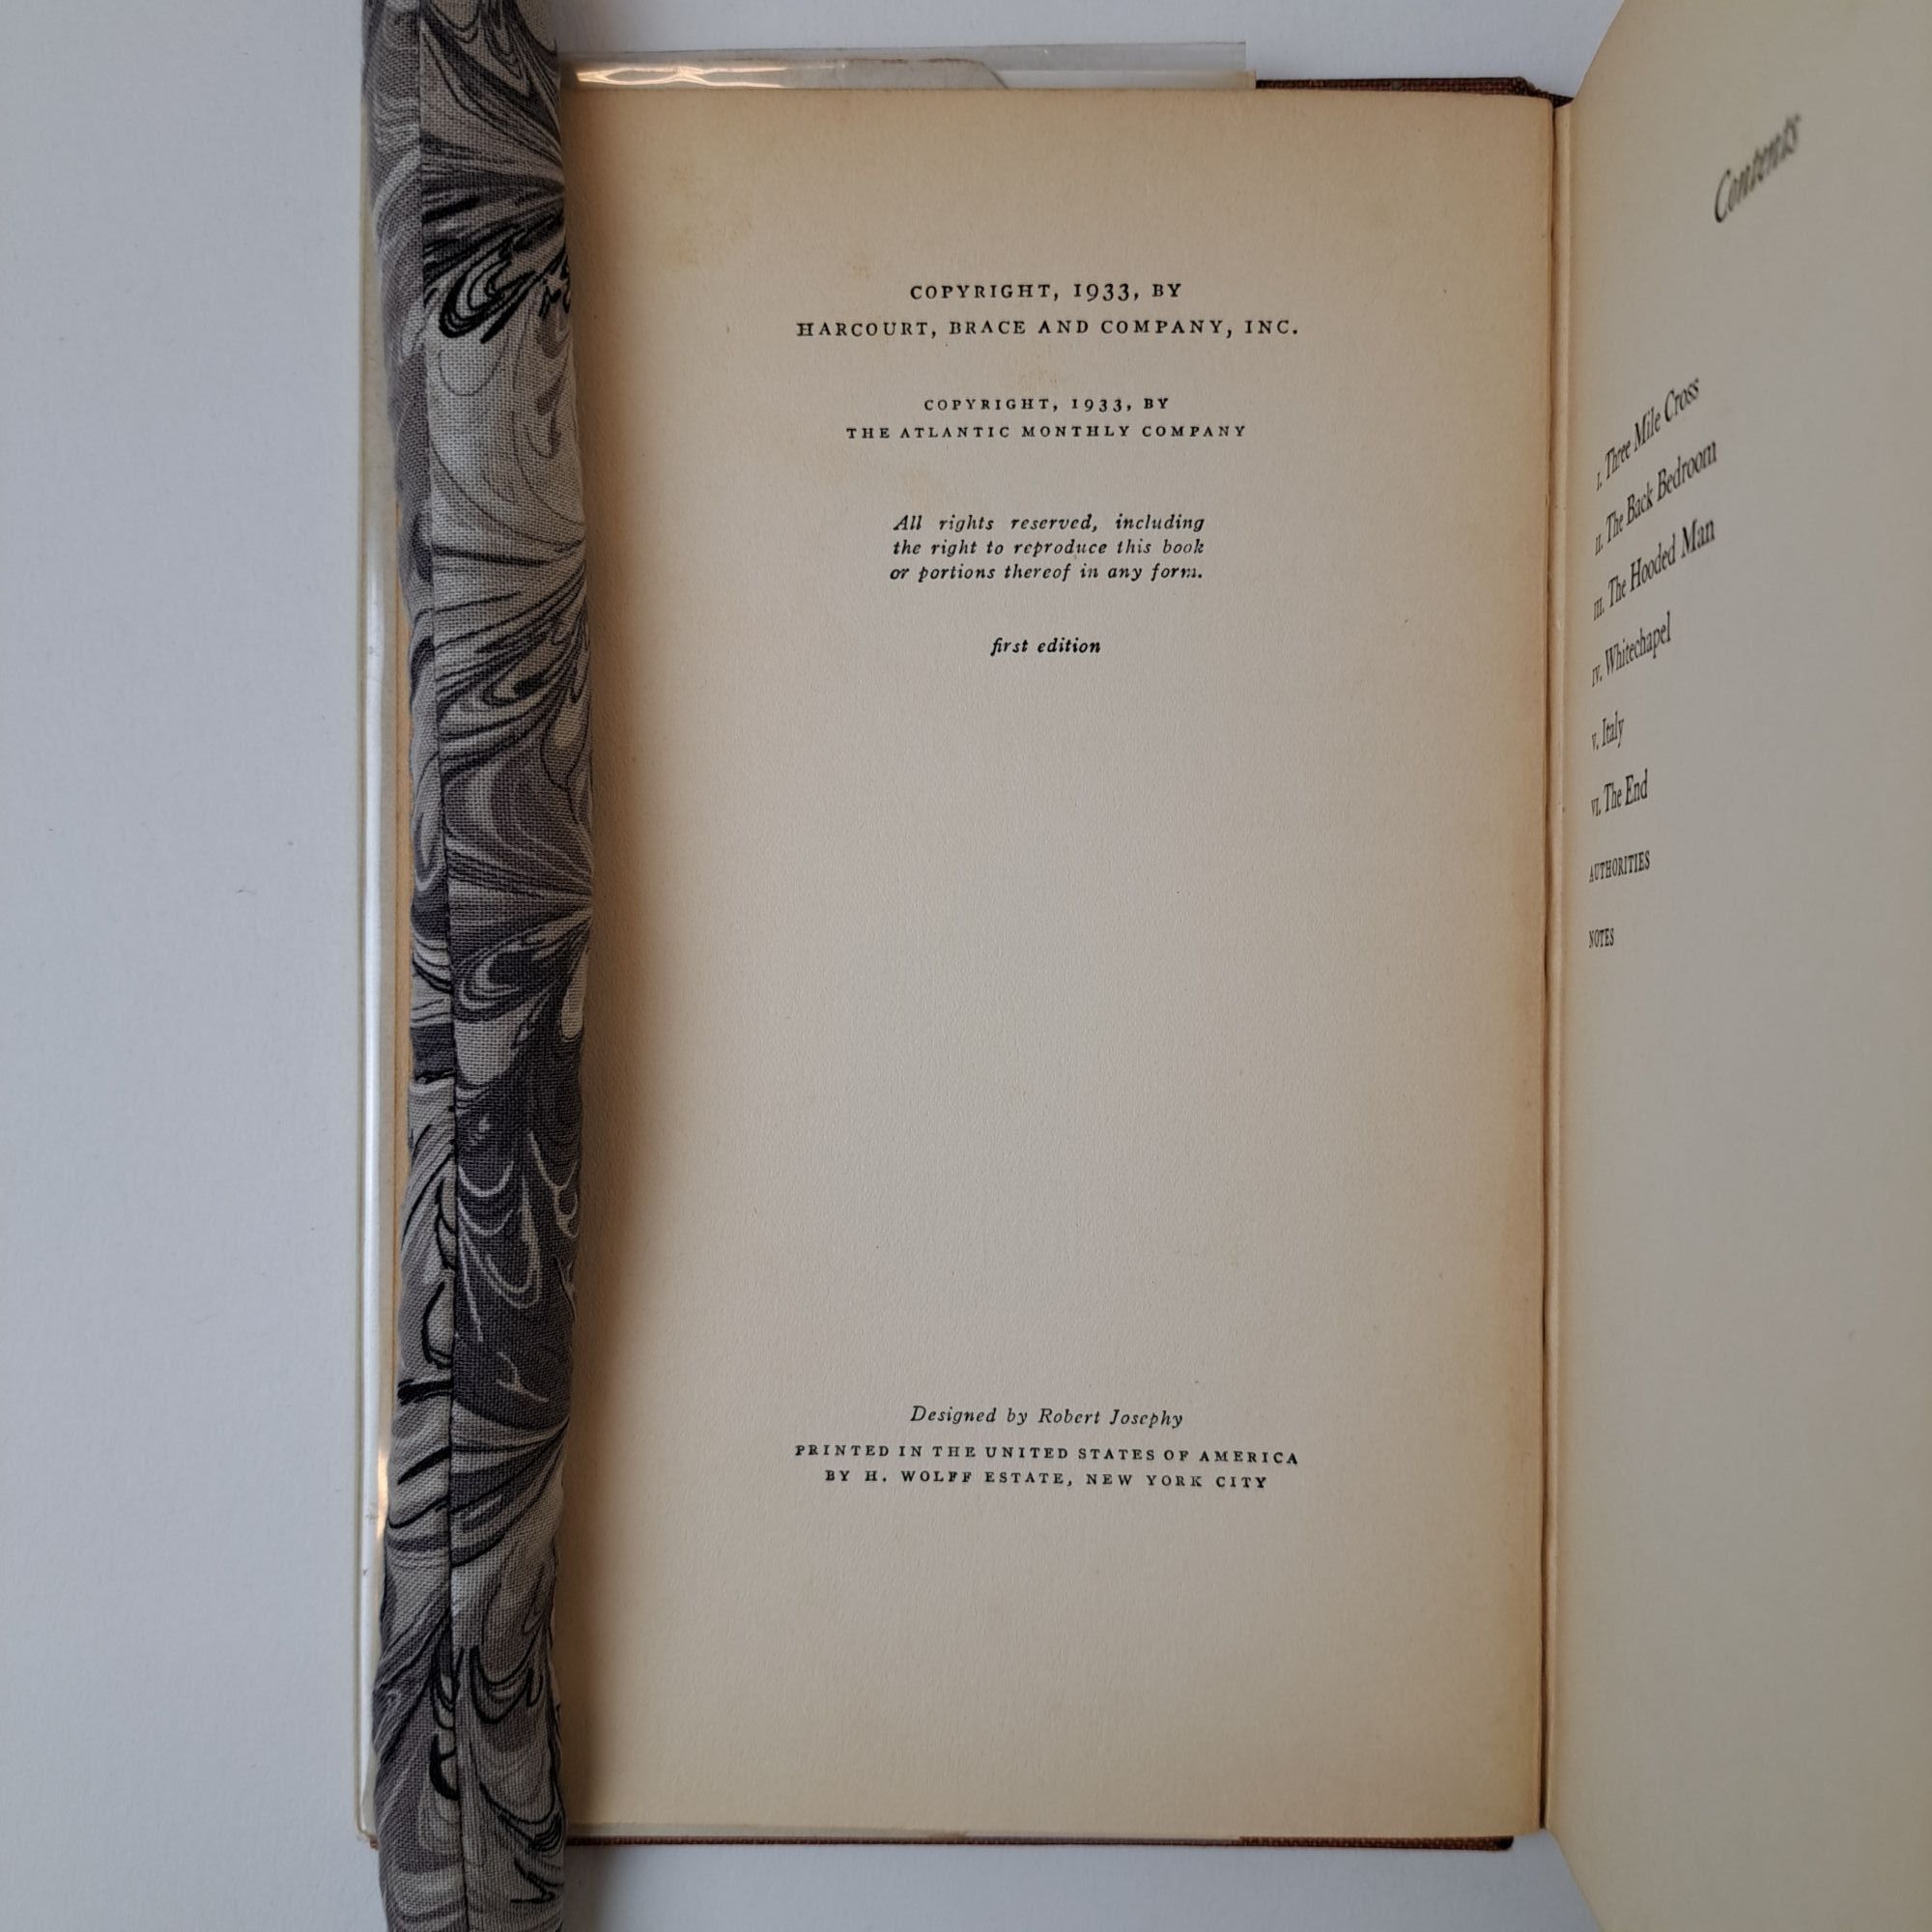 COPYRIGHT, 1933, BY
HARCOURT, BRACE AND COMPANY, INC.
COPYRIGHT, 1933, BY
THE ATLANTIC MONTHLY COMPANY
All rights reserved, including
the right to reproduce this book
or portions thereof in any form.
first edition
Designed by Robert Josephy
PRINTED IN THE UNITED STATES OF AMERICA
BY H. WOLFF ESTATE, NEW YORK CITY
Contents
I. Three Mile Cross
II. The Back Bedroom
III. The Hooded Man
IV. Whitechapel
V. Italy
VI. The End
AUTHORITIES
NOTES